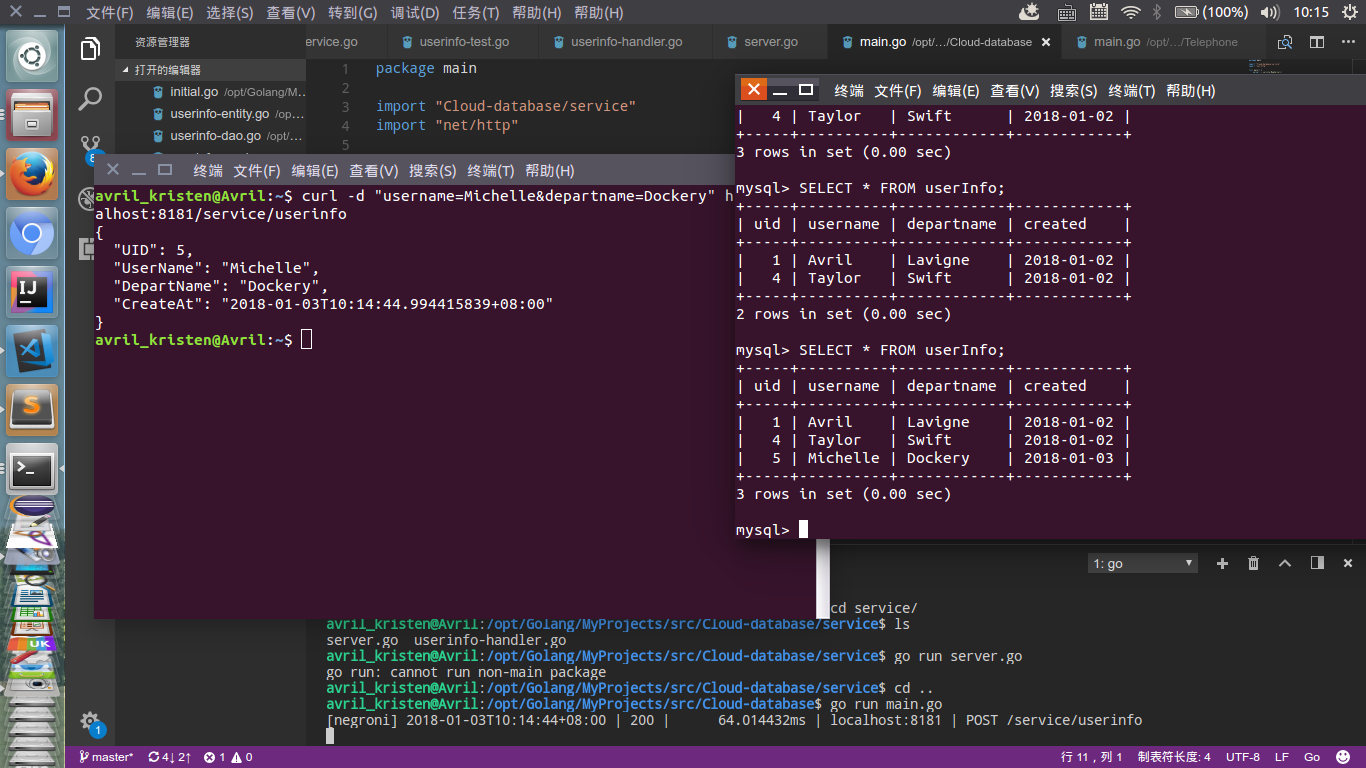 文件(F) 编辑(E) 选择(S) 查看(V) 转到(G) 调试(D) 任务(T) 帮助(H) 帮助(H) (100%) 10:15
资源管理器
打开的编辑器
initial.go /opt/Golang/M...
userinfo-entity.go /op...
userinfo-dao.go /opt/...
8
ervice.go userinfo-test.go userinfo-handler.go server.go main.go /opt/.../Cloud-database main.go /opt/.../Telephone
1 package main
2
3 import "Cloud-database/service"
4 import "net/http"
5
终端 文件(F) 编辑(E) 查看(V) 搜索(S) 终端(T) 帮助(H)
avril_kristen@Avril:~$ curl -d "username=Michelle&departname=Dockery" h
alhost:8181/service/userinfo
{
"UID": 5,
"UserName": "Michelle",
"DepartName": "Dockery",
"CreateAt": "2018-01-03T10:14:44.994415839+08:00"
}
avril_kristen@Avril:~$
终端 文件(F) 编辑(E) 查看(V) 搜索(S) 终端(T) 帮助(H)
|   4 | Taylor   | Swift      | 2018-01-02 |
+-----+----------+------------+------------+
3 rows in set (0.00 sec)
mysql> SELECT * FROM userInfo;
+-----+----------+------------+------------+
| uid | username | departname | created    |
+-----+----------+------------+------------+
|   1 | Avril    | Lavigne    | 2018-01-02 |
|   4 | Taylor   | Swift      | 2018-01-02 |
+-----+----------+------------+------------+
2 rows in set (0.00 sec)
mysql> SELECT * FROM userInfo;
+-----+----------+------------+------------+
| uid | username | departname | created    |
+-----+----------+------------+------------+
|   1 | Avril    | Lavigne    | 2018-01-02 |
|   4 | Taylor   | Swift      | 2018-01-02 |
|   5 | Michelle | Dockery    | 2018-01-03 |
+-----+----------+------------+------------+
3 rows in set (0.00 sec)
mysql>
1: go
cd service/
avril_kristen@Avril:/opt/Golang/MyProjects/src/Cloud-database/service$ ls
server.go  userinfo-handler.go
avril_kristen@Avril:/opt/Golang/MyProjects/src/Cloud-database/service$ go run server.go
go run: cannot run non-main package
avril_kristen@Avril:/opt/Golang/MyProjects/src/Cloud-database/service$ cd ..
avril_kristen@Avril:/opt/Golang/MyProjects/src/Cloud-database$ go run main.go
[negroni] 2018-01-03T10:14:44+08:00 | 200 |      64.014432ms | localhost:8181 | POST /service/userinfo
IJ
S
>_
UK
1
master* 4↓ 2↑ 1 0 行 11，列 1 制表符长度: 4 UTF-8 LF Go